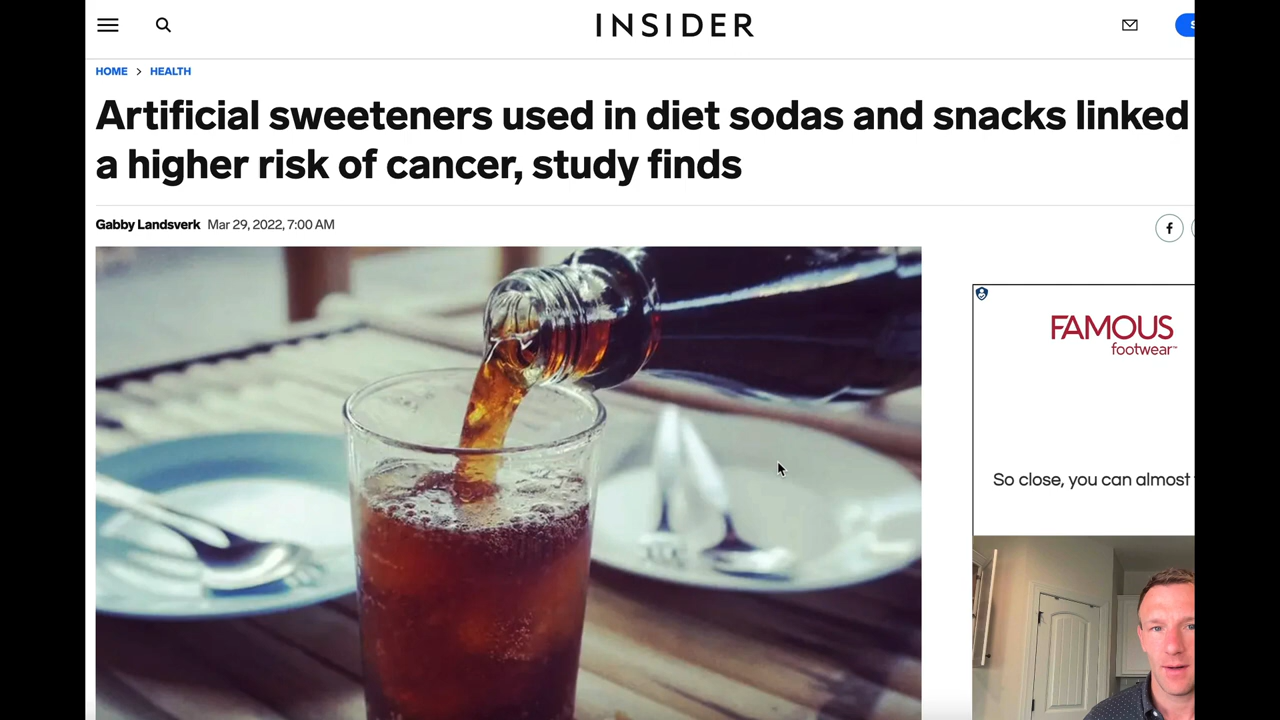 INSIDER
HOME > HEALTH
Artificial sweeteners used in diet sodas and snacks linked
a higher risk of cancer, study finds
Gabby Landsverk Mar 29, 2022, 7:00 AM
f
FAMOUS
footwear™
So close, you can almost